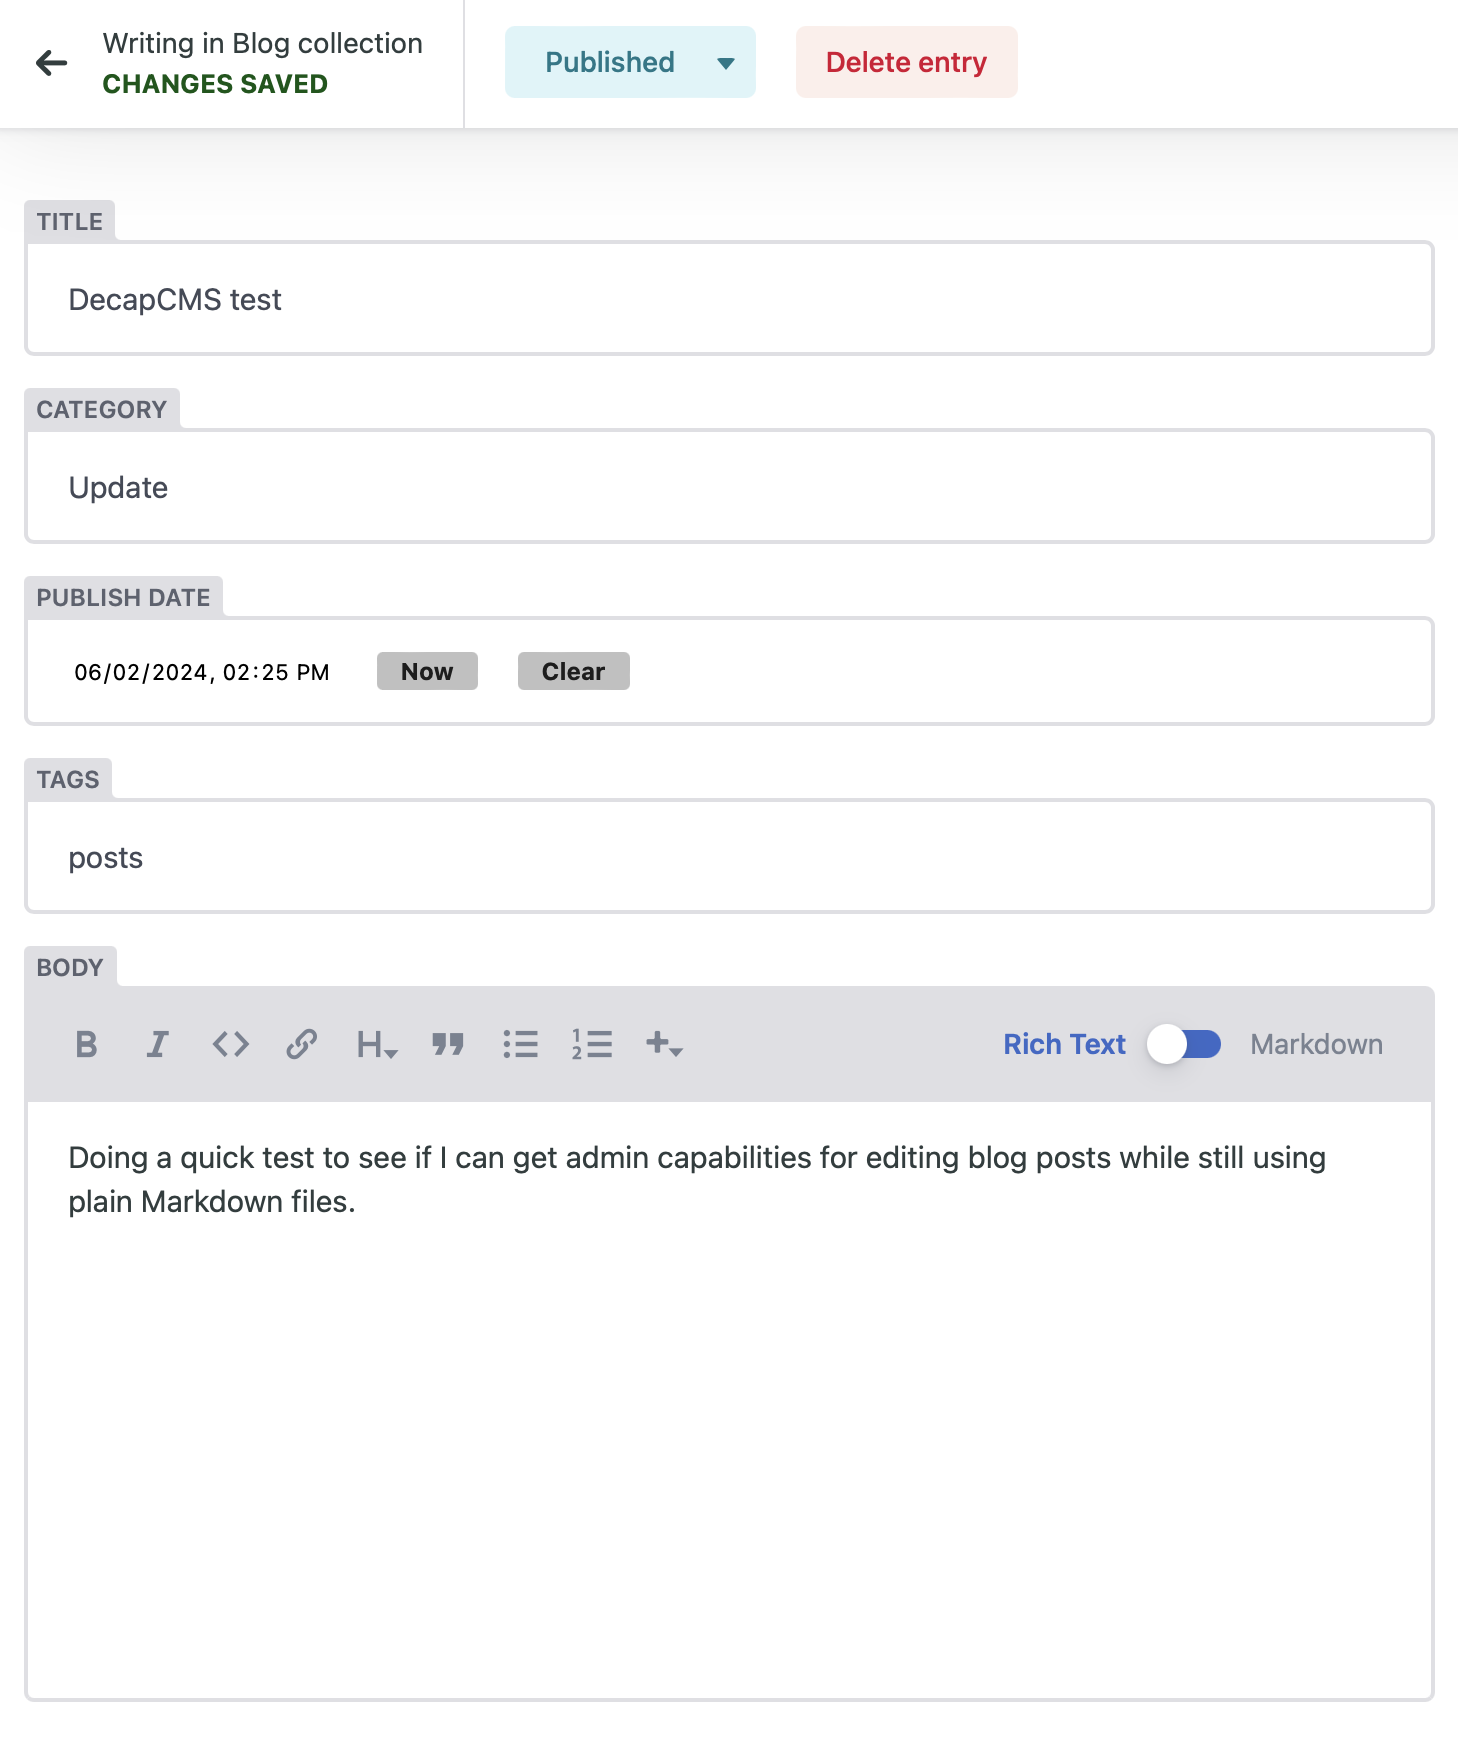 Writing in Blog collection
CHANGES SAVED
Published
Delete entry
TITLE
DecapCMS test
CATEGORY
Update
PUBLISH DATE
06/02/2024, 02:25 PM Now Clear
TAGS
posts
BODY
B I <> H 1 2 + Rich Text Markdown
Doing a quick test to see if I can get admin capabilities for editing blog posts while still using
plain Markdown files.